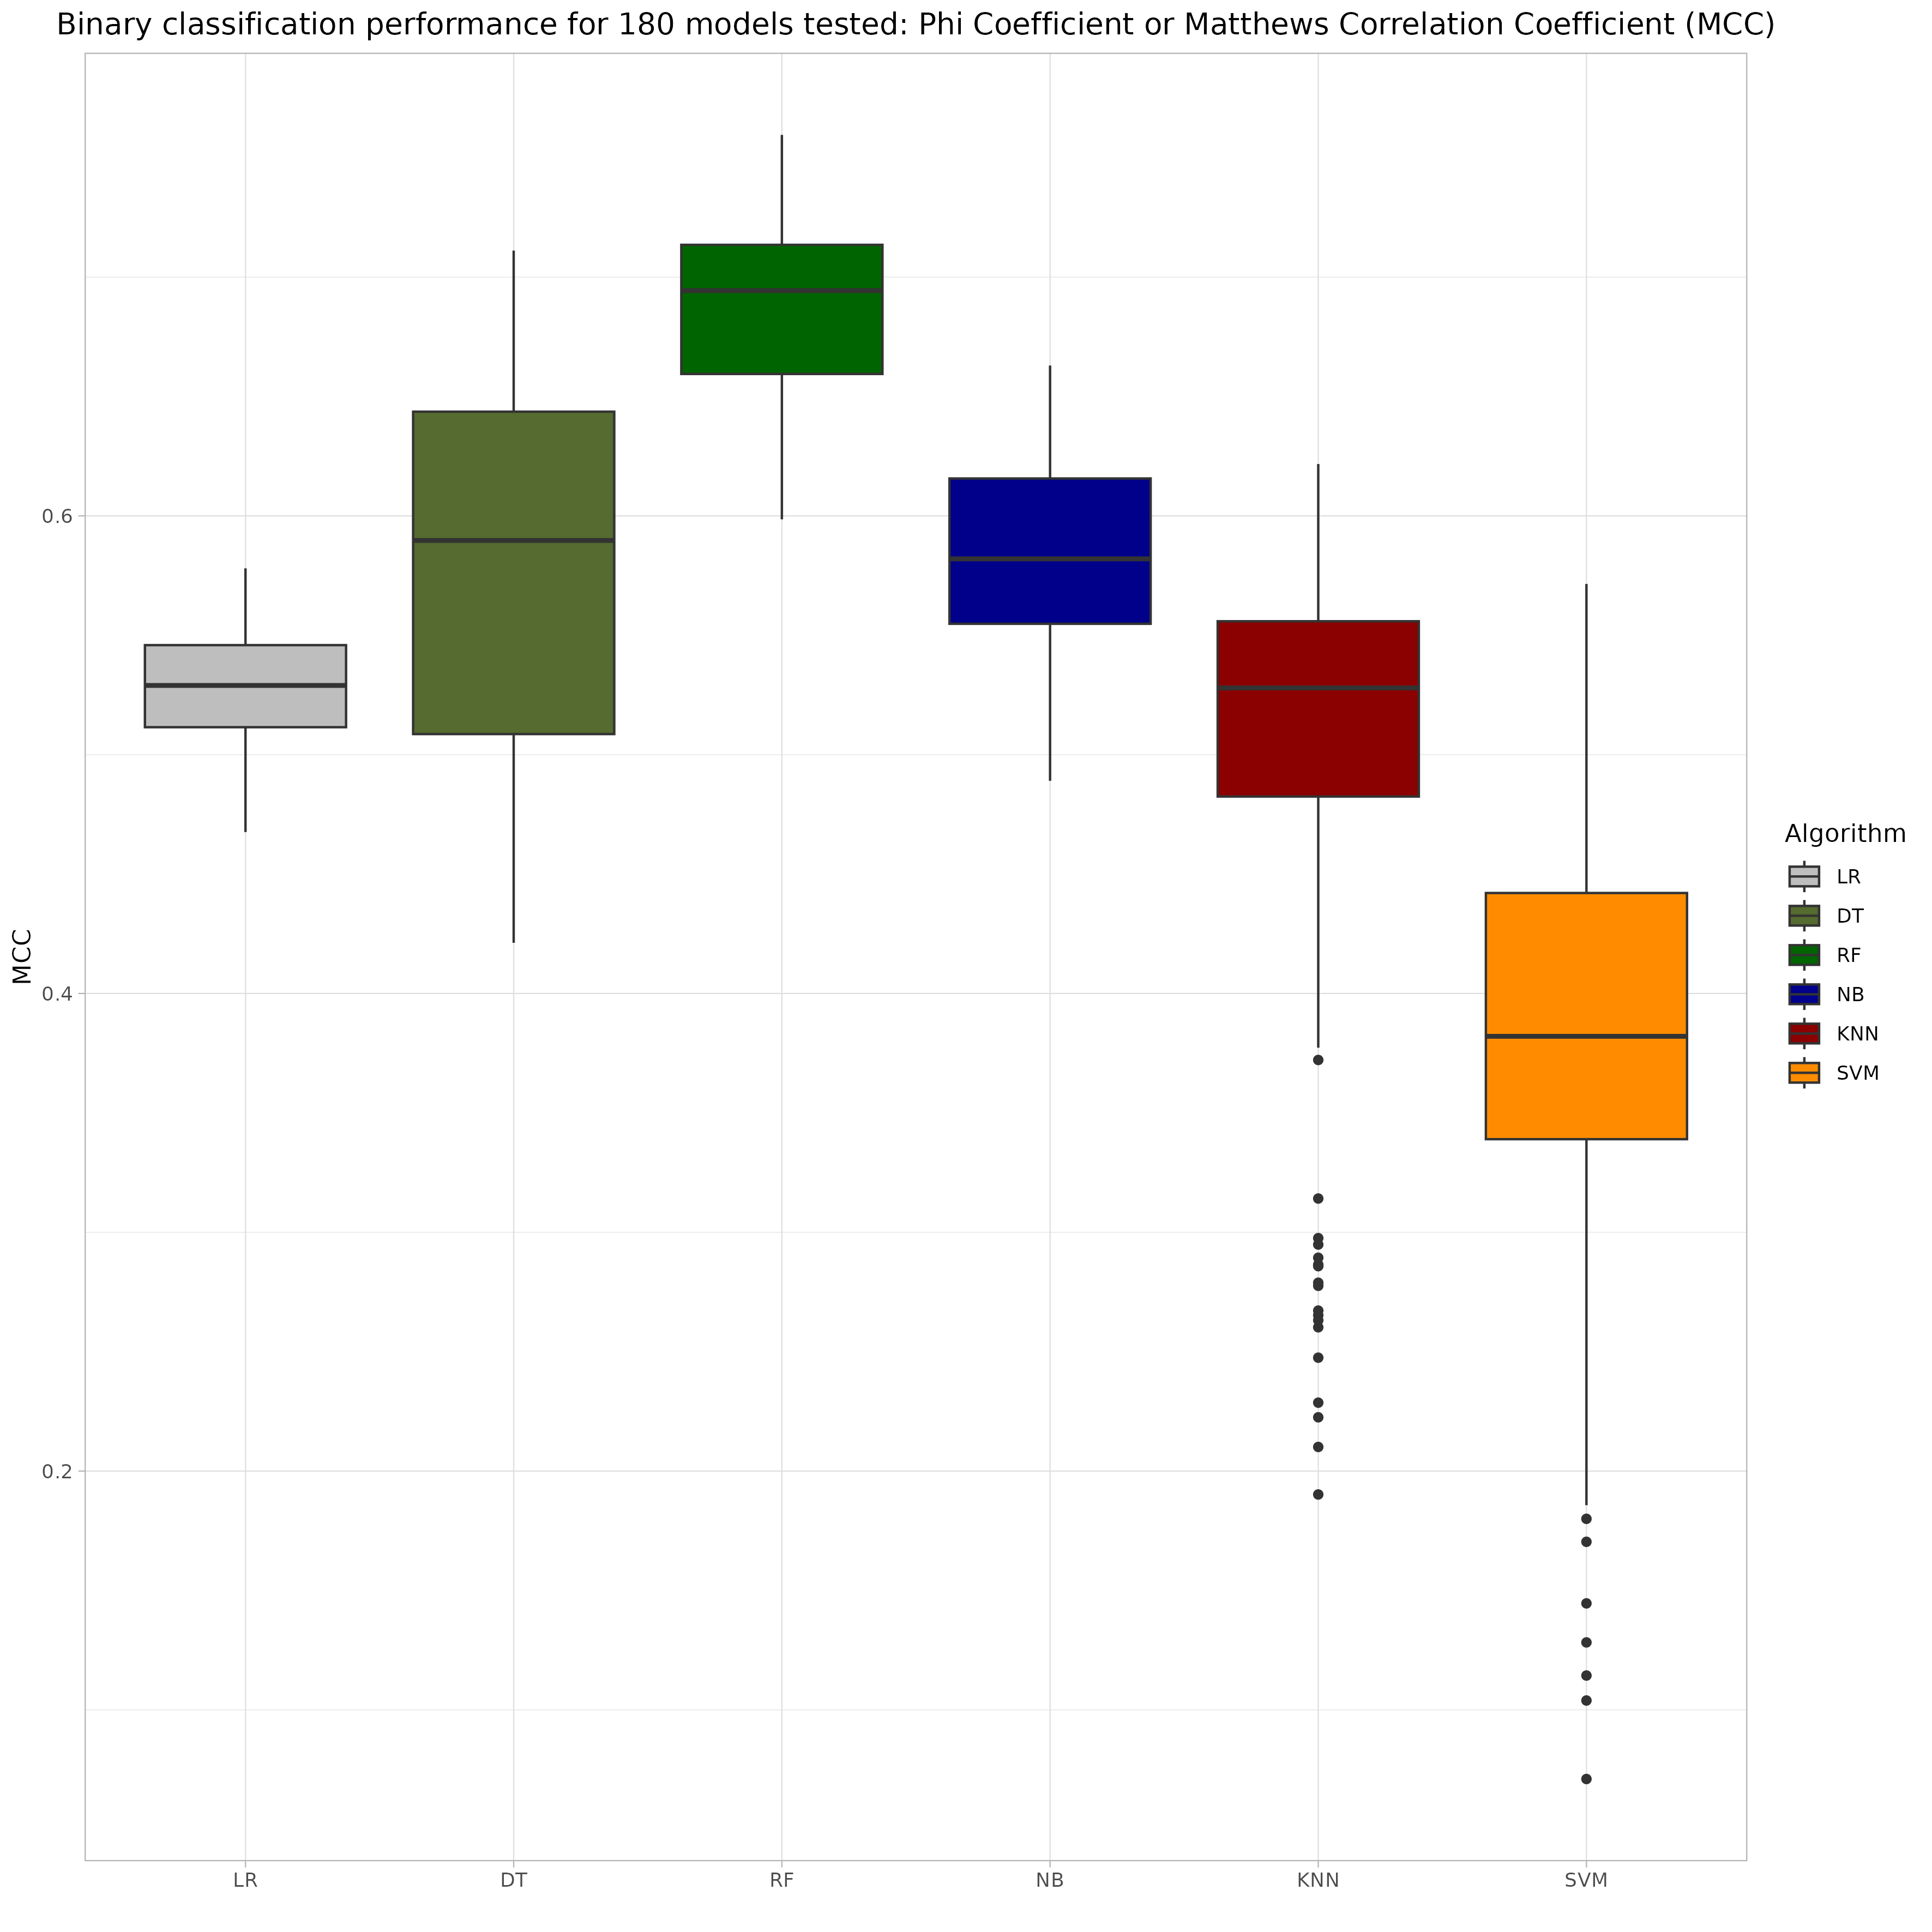 Binary classification performance for 180 models tested: Phi Coefficient or Matthews Correlation Coefficient (MCC)
MCC
0.6
0.4
0.2
LR
DT
RF
NB
KNN
SVM
Algorithm
LR
DT
RF
NB
KNN
SVM